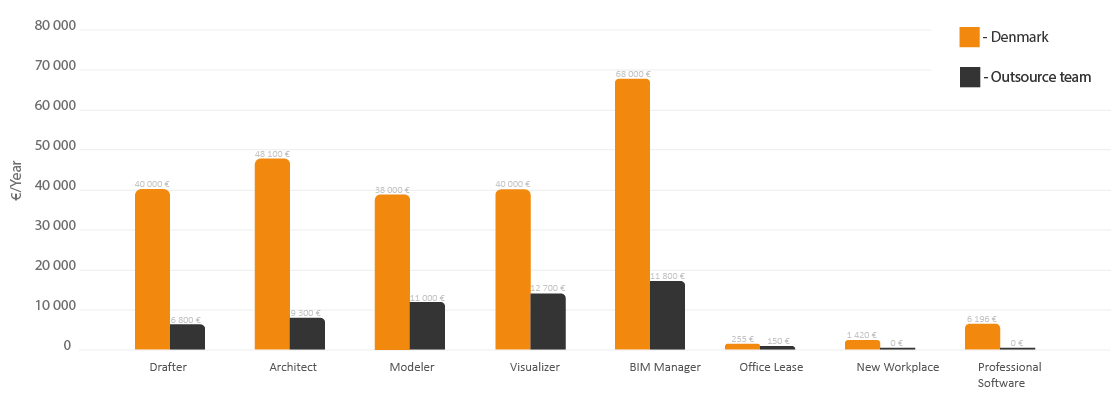 80 000
70 000
60 000
50 000
40 000
30 000
20 000
10 000
0
€/Year
- Denmark
- Outsource team
40 000 €
6 800 €
48 100 €
9 300 €
38 000 €
11 000 €
40 000 €
12 700 €
68 000 €
11 800 €
255 €
150 €
1 420 €
0 €
6 196 €
0 €
Drafter
Architect
Modeler
Visualizer
BIM Manager
Office Lease
New Workplace
Professional
Software